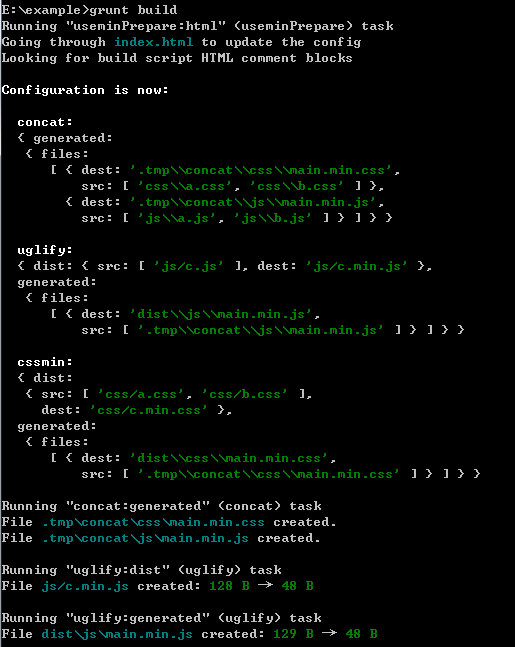 E:\example>grunt build
Running "useminPrepare:html" (useminPrepare) task
Going through index.html to update the config
Looking for build script HTML comment blocks
Configuration is now:
concat:
{ generated:
{ files:
[ { dest: '.tmp\\concat\\css\\main.min.css',
src: [ 'css\\a.css', 'css\\b.css' ] },
{ dest: '.tmp\\concat\\js\\main.min.js',
src: [ 'js\\a.js', 'js\\b.js' ] } ] } }
uglify:
{ dist: { src: [ 'js/c.js' ], dest: 'js/c.min.js' },
generated:
{ files:
[ { dest: 'dist\\js\\main.min.js',
src: [ '.tmp\\concat\\js\\main.min.js' ] } ] } }
cssmin:
{ dist:
{ src: [ 'css/a.css', 'css/b.css' ],
dest: 'css/c.min.css' },
generated:
{ files:
[ { dest: 'dist\\css\\main.min.css',
src: [ '.tmp\\concat\\css\\main.min.css' ] } ] } }
Running "concat:generated" (concat) task
File .tmp\concat\css\main.min.css created.
File .tmp\concat\js\main.min.js created.
Running "uglify:dist" (uglify) task
File js/c.min.js created: 128 B → 48 B
Running "uglify:generated" (uglify) task
File dist\js\main.min.js created: 129 B → 48 B